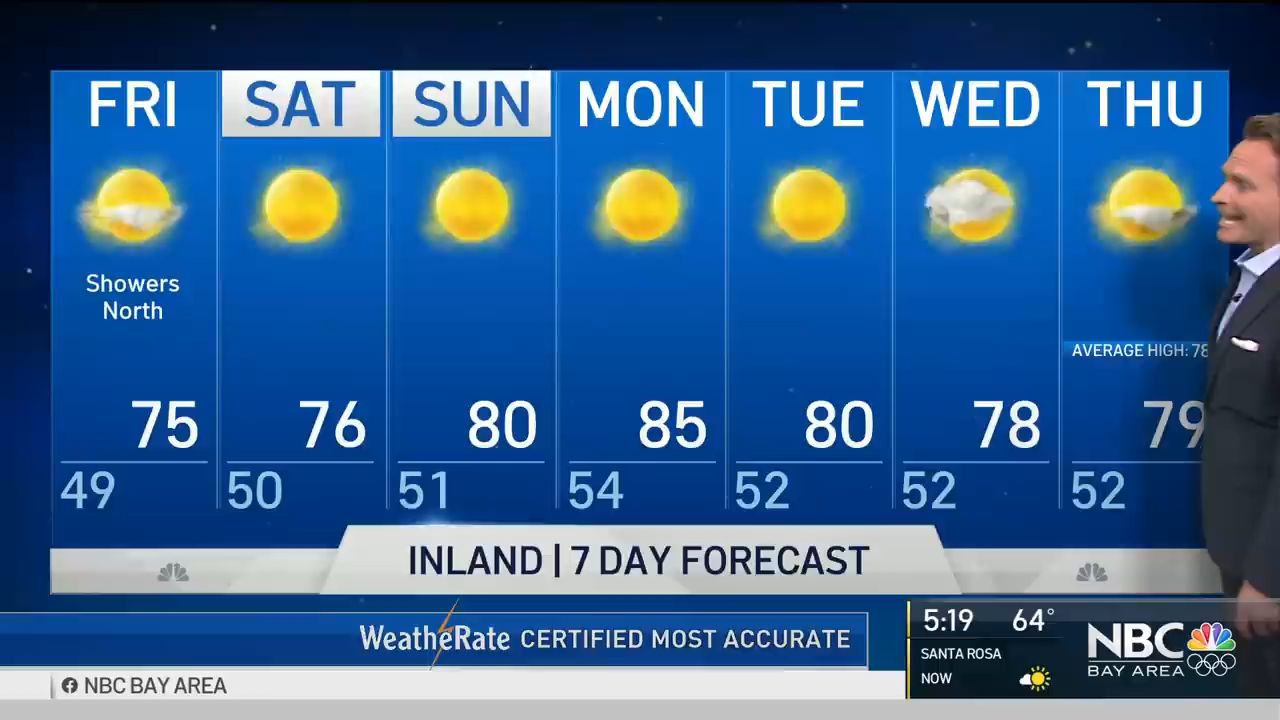 FRI SAT SUN MON TUE WED THU
Showers
North
AVERAGE HIGH: 78
75 76 80 85 80 78 79
49 50 51 54 52 52 52
INLAND | 7 DAY FORECAST
WeatheRate CERTIFIED MOST ACCURATE
5:19 64°
SANTA ROSA
NOW
NBC
BAY AREA
NBC BAY AREA